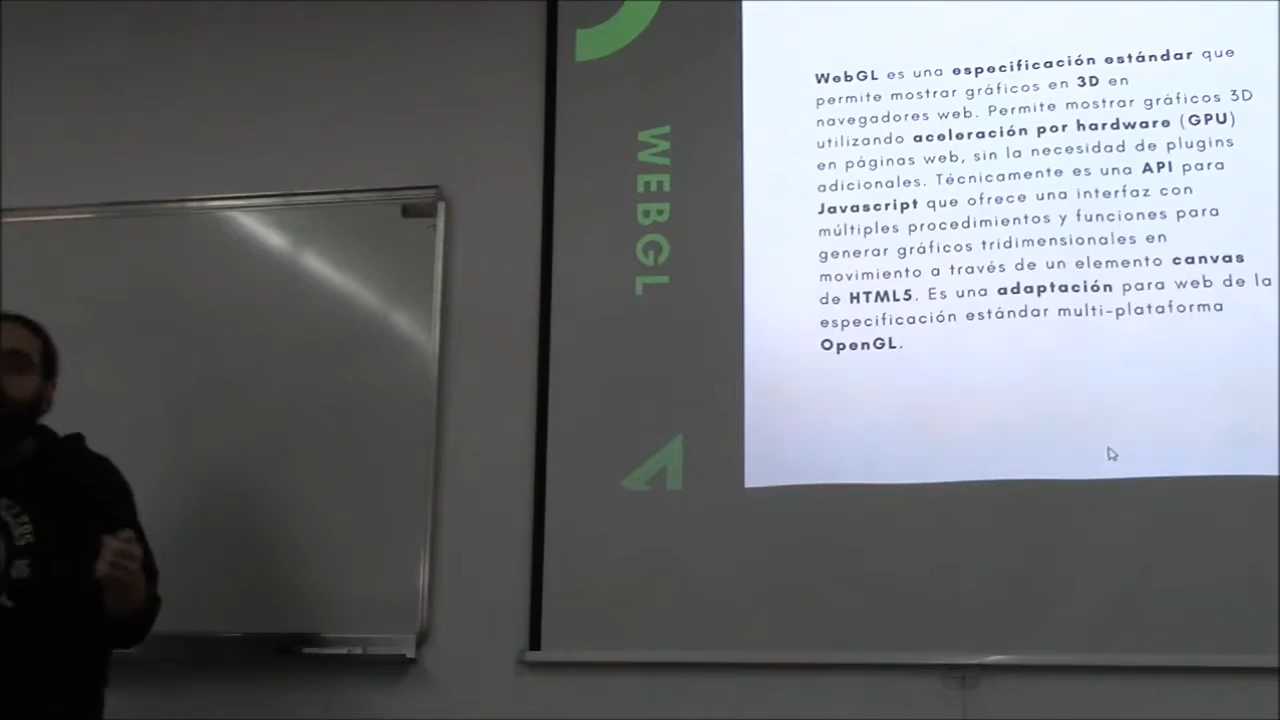 WEBGL
WebGL es una especificación estándar que
permite mostrar gráficos en 3D en
navegadores web. Permite mostrar gráficos 3D
utilizando aceleración por hardware (GPU)
en páginas web, sin la necesidad de plugins
adicionales. Técnicamente es una API para
Javascript que ofrece una interfaz con
múltiples procedimientos y funciones para
generar gráficos tridimensionales en
movimiento a través de un elemento canvas
de HTML5. Es una adaptación para web de la
especificación estándar multi-plataforma
OpenGL.